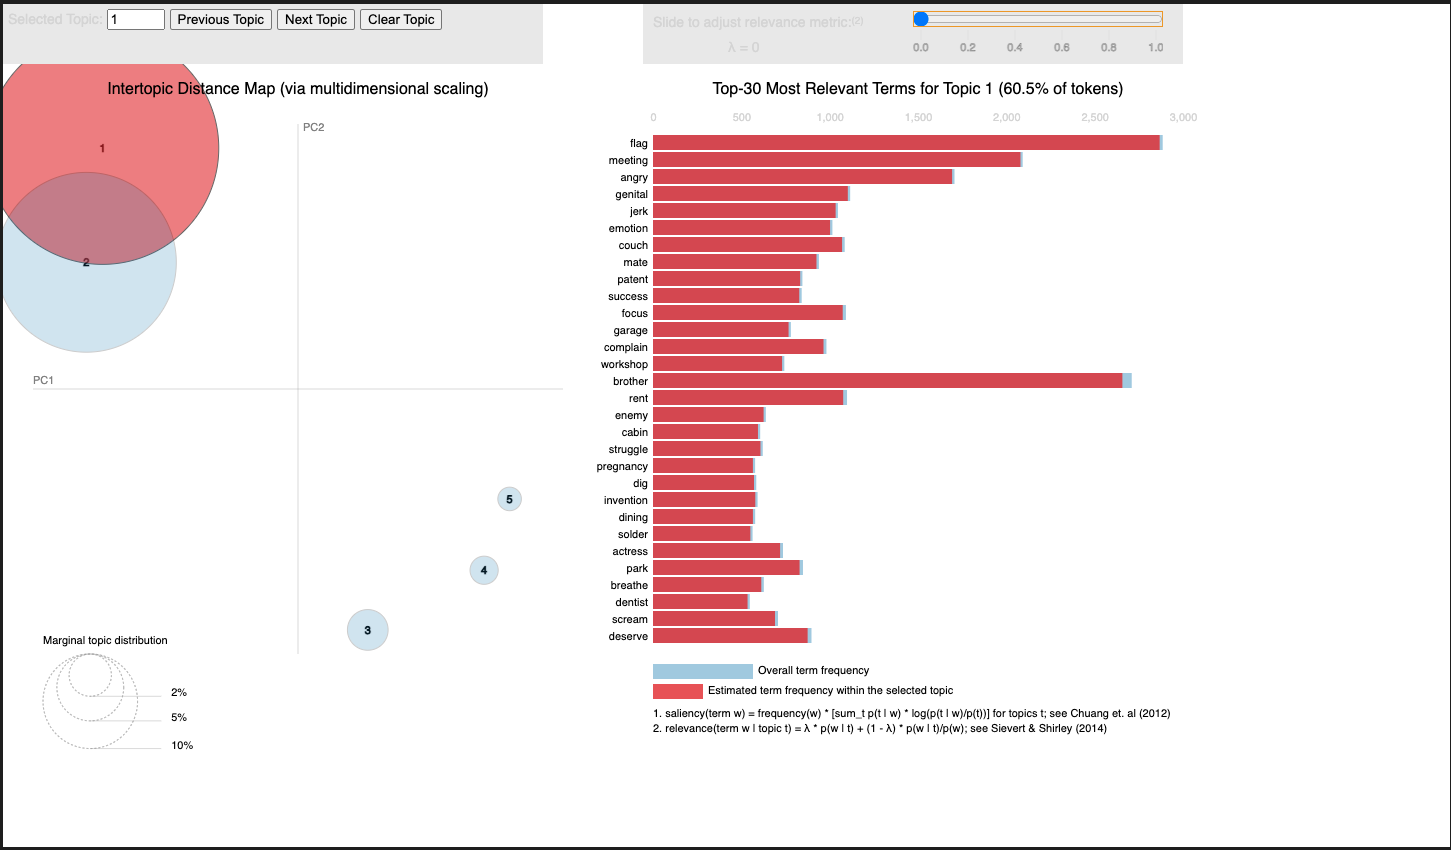 Selected Topic: 1 Previous Topic Next Topic Clear Topic
Slide to adjust relevance metric:(2)
λ = 0
0.0 0.2 0.4 0.6 0.8 1.0
Intertopic Distance Map (via multidimensional scaling)
PC2
1
2
PC1
5
4
3
Marginal topic distribution
2%
5%
10%
Top-30 Most Relevant Terms for Topic 1 (60.5% of tokens)
0 500 1,000 1,500 2,000 2,500 3,000
flag
meeting
angry
genital
jerk
emotion
couch
mate
patent
success
focus
garage
complain
workshop
brother
rent
enemy
cabin
struggle
pregnancy
dig
invention
dining
solder
actress
park
breathe
dentist
scream
deserve
Overall term frequency
Estimated term frequency within the selected topic
1. saliency(term w) = frequency(w) * [sum_t p(t | w) * log(p(t | w)/p(t))] for topics t; see Chuang et. al (2012)
2. relevance(term w | topic t) = λ * p(w | t) + (1 - λ) * p(w | t)/p(w); see Sievert & Shirley (2014)